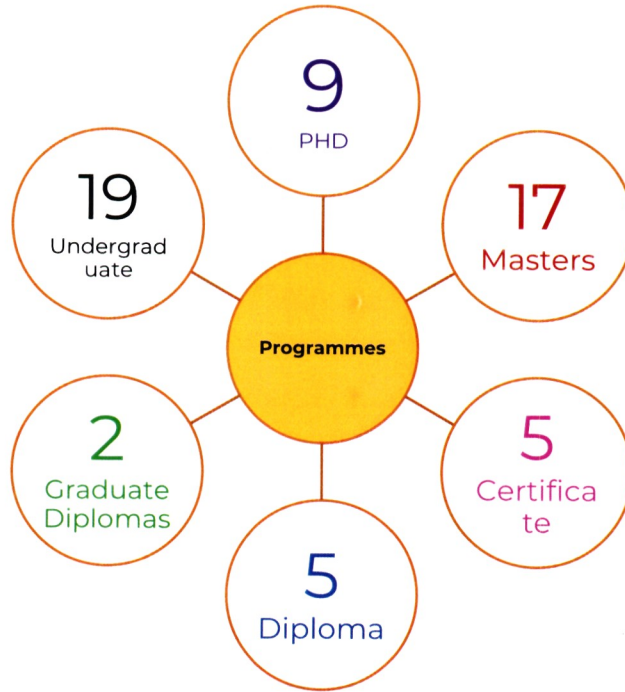 9
PHD
19
Undergrad
uate
17
Masters
Programmes
2
Graduate
Diplomas
5
Certifica
te
5
Diploma